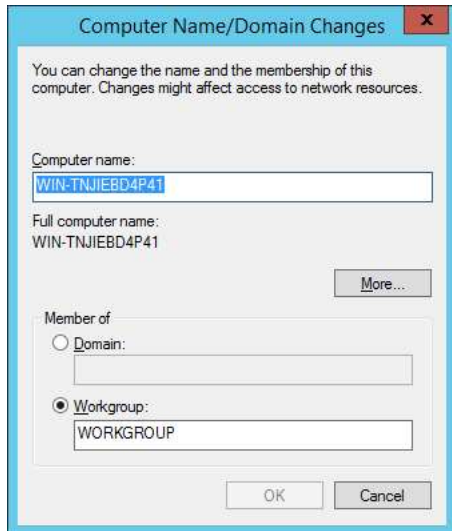 Computer Name/Domain Changes
x
You can change the name and the membership of this
computer. Changes might affect access to network resources.
Computer name:
WIN-TNJIEBD4P41
Full computer name:
WIN-TNJIEBD4P41
More...
Member of
Domain:
Workgroup:
WORKGROUP
OK
Cancel